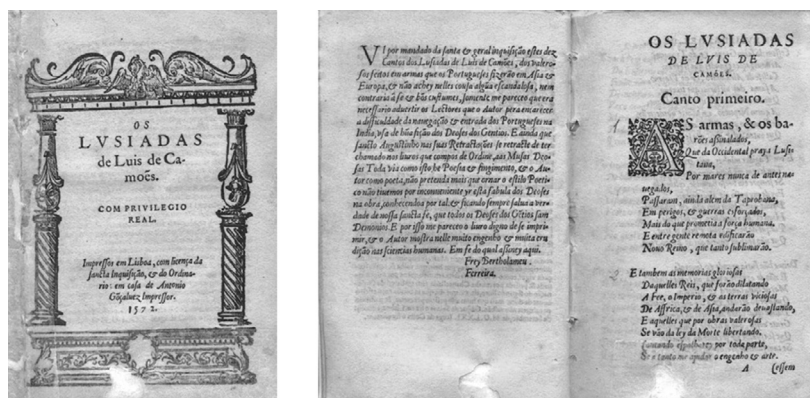 OS
LVSIADAS
de Luis de Ca-
moẽs.
COM PRIVILEGIO
REAL.
Impressos em Lisboa, com licença da
sancta Inquisição, & do Ordina-
rio: em casa de Antonio
Gõçaluez Impressor.
1572.
VI por mandado da santa & geral inquisição estes dez
Cantos dos Lusiadas de Luis de Camões, dos valero-
sos feitos em armas que os Portugueses fizerão em Asia &
Europa, & não achey nelles cousa algũa escandalosa, nem
contraria â fe & bõs custumes, somente me pareceo que era
necessario aduertir os Lectores que o Autor pera encarecer
a difficuldade da nauegação & entrada dos Portugueses na
India, vsa de hũa fição dos Deoses dos Gentios. E ainda que
sancto Augustinho nas suas Retractações se retracte de ter
chamado nos liuros que compos de Ordine, aas Musas Deo-
sas. Toda via como isto he Poesia & fingimento, & o Au-
tor como poeta, não pretenda mais que ornar o estilo Poeti-
co não tiuemos por inconueniente yr esta fabula dos Deoses
na obra, conhecendoa por tal, & ficando sempre salua a ver-
dade de nossa sancta fe, que todos os Deoses dos Gẽtios sam
Demonios. E por isso me pareceo o liuro digno de se impri-
mir, & o Autor mostra nelle muito engenho & muita eru-
dição nas sciencias humanas. Em fe do qual assiney aqui.
Frey Bertholameu
Ferreira.
OS LVSIADAS
DE LVIS DE
CAMÕES.
Canto primeiro.
1
AS armas, & os ba-
rões assinalados,
Que da Occidental praya Lusi-
tana,
Por mares nunca de antes na-
uegados,
Passaram, ainda alem da Taprobana,
Em perigos, & guerras esforçados,
Mais do que prometia força humana.
E entre gente remota edificarão
Nouo Reino, que tanto sublimarão.
E tambem as memorias gloriosas
Daquelles Reis, que forão dilatando
A Fee, o Imperio, & as terras viciosas
De Affrica, & de Asia, andarão deuastando,
E aquelles que por obras valerosas
Se vão da ley da Morte libertando.
Cantando espalharey por toda parte,
Se a tanto me ajudar o engenho & arte.
A Cessem